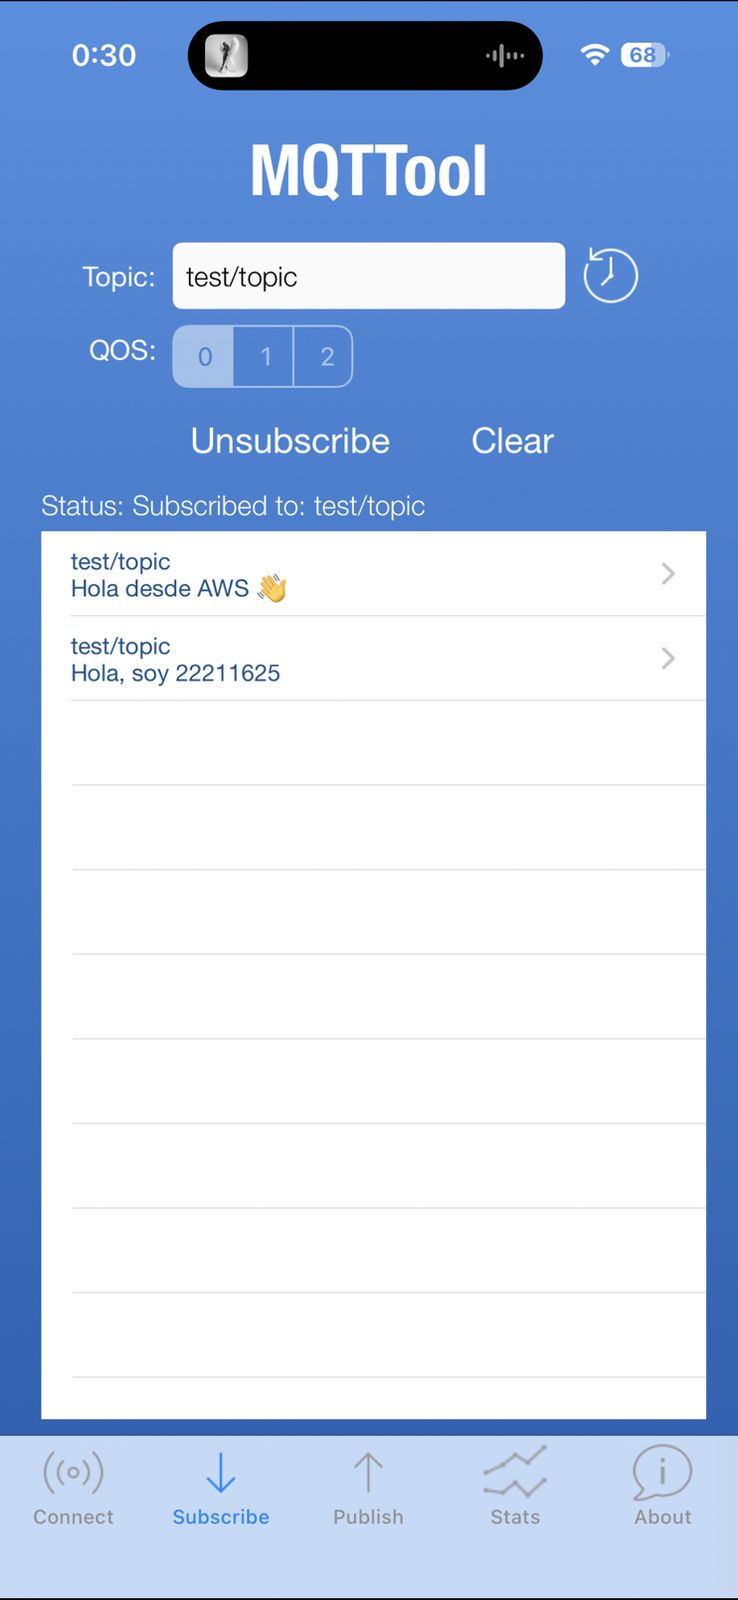 0:30
68
MQTTool
Topic: test/topic
QOS: 0 1 2
Unsubscribe Clear
Status: Subscribed to: test/topic
test/topic
Hola desde AWS 👋
test/topic
Hola, soy 22211625
Connect Subscribe Publish Stats About